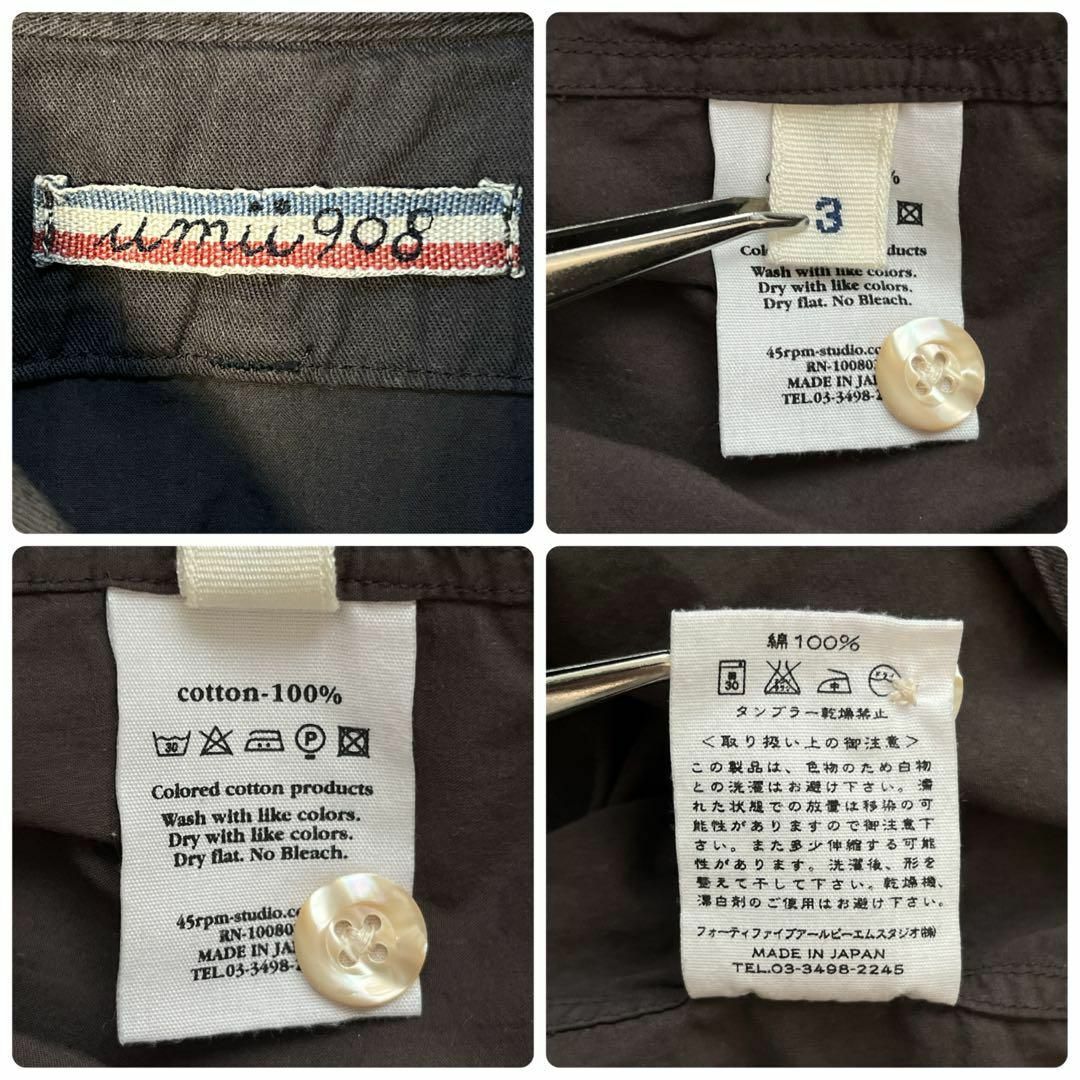 umii908
3
%
Colo
ducts
Wash with like colors.
Dry with like colors.
Dry flat. No Bleach.
45rpm-studio.co
RN-10080
MADE IN JA
TEL.03-3498-2
cotton-100%
30
P
Colored cotton products
Wash with like colors.
Dry with like colors.
Dry flat. No Bleach.
45rpm-studio.co
RN-10080
MADE IN JA
TEL.03-3498-
綿100%
30
中
ドライ
タンブラー乾燥禁止
<取り扱い上の御注意>
この製品は、色物のため白物
との洗濯はお避け下さい。濡
れた状態での放置は移染の可
能性がありますので御注意下
さい。また多少伸縮する可能
性があります。洗濯後、形を
整えて干して下さい。乾燥機、
漂白剤のご使用はお避け下さい。
フォーティファイブアールピーエムスタジオ㈱
MADE IN JAPAN
TEL.03-3498-2245